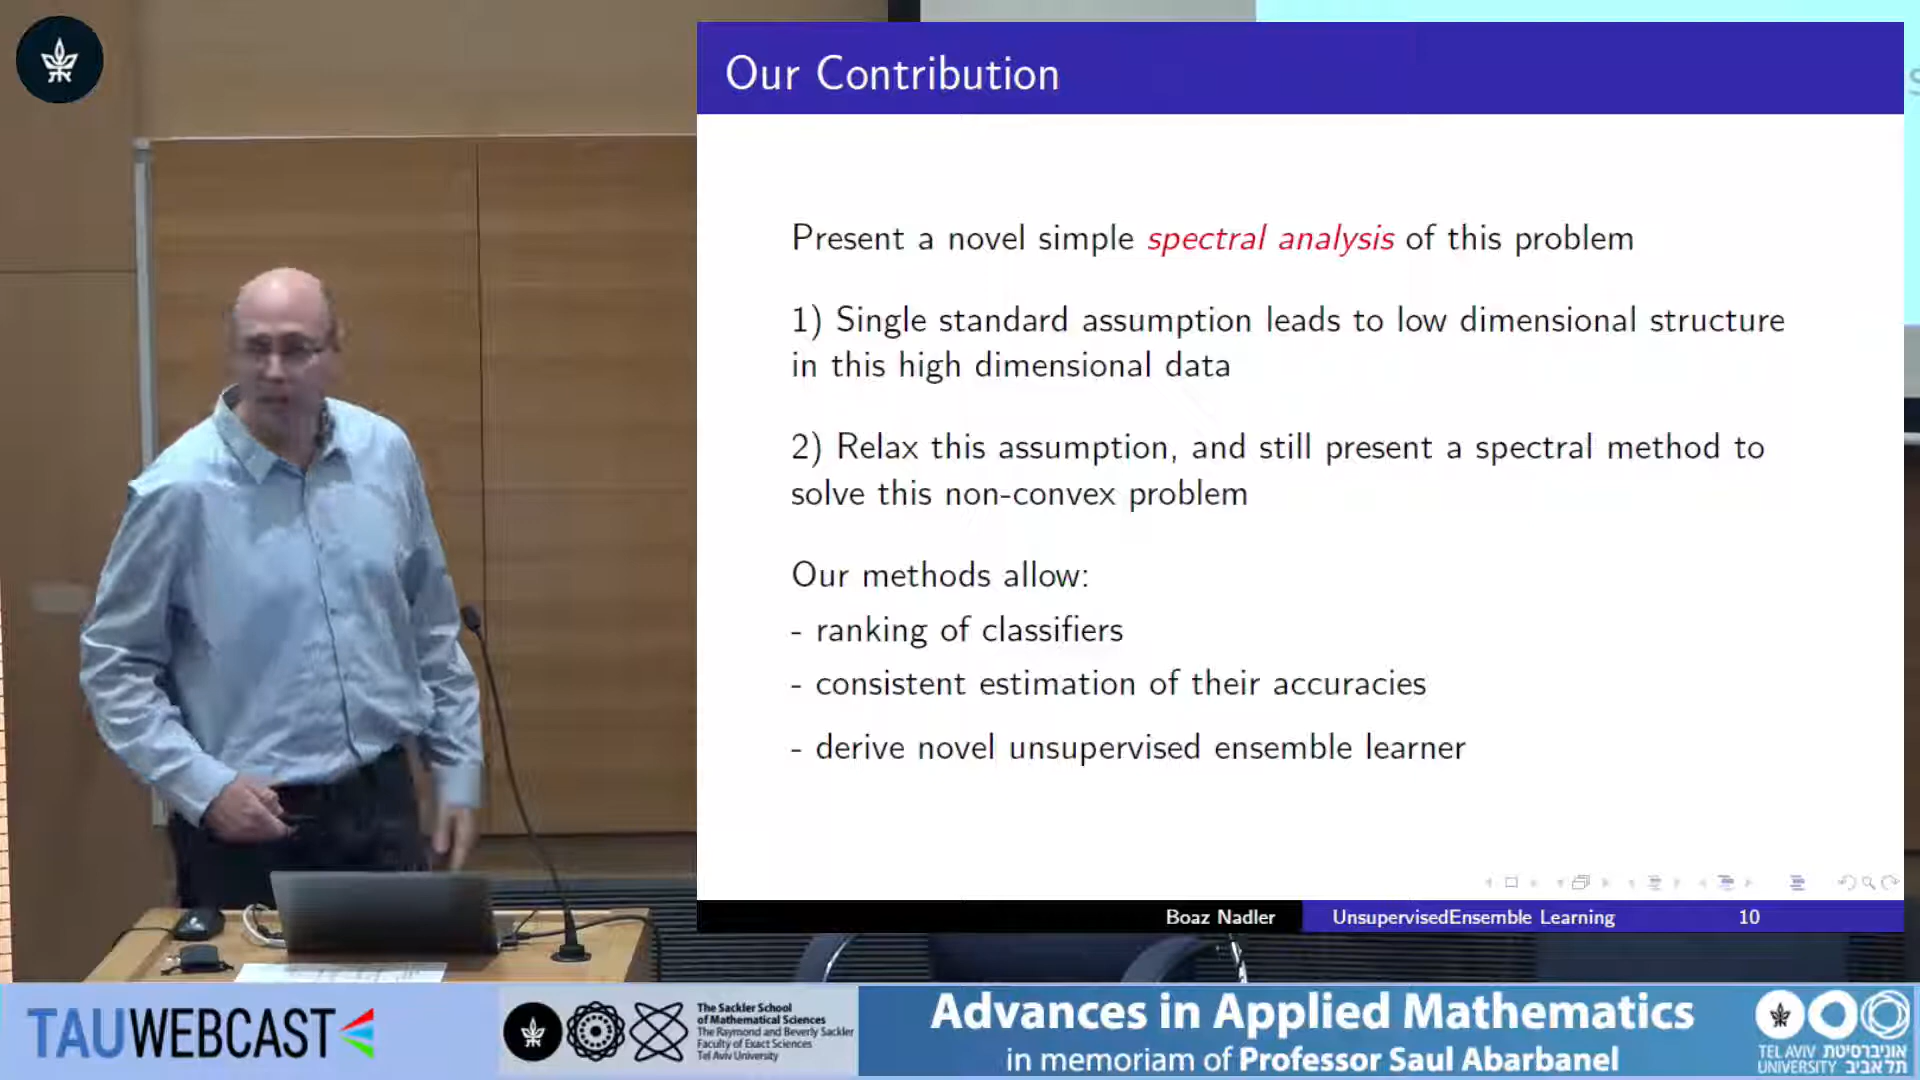 Our Contribution
Present a novel simple spectral analysis of this problem
1) Single standard assumption leads to low dimensional structure
in this high dimensional data
2) Relax this assumption, and still present a spectral method to
solve this non-convex problem
Our methods allow:
- ranking of classifiers
- consistent estimation of their accuracies
- derive novel unsupervised ensemble learner
Boaz Nadler
UnsupervisedEnsemble Learning
10
TAUWEBCAST
The Sackler School
of Mathematical Sciences
The Raymond and Beverly Sackler
Faculty of Exact Sciences
Tel Aviv University
Advances in Applied Mathematics
in memoriam of Professor Saul Abarbanel
TEL AVIV אוניברסיטת
UNIVERSITY תל אביב